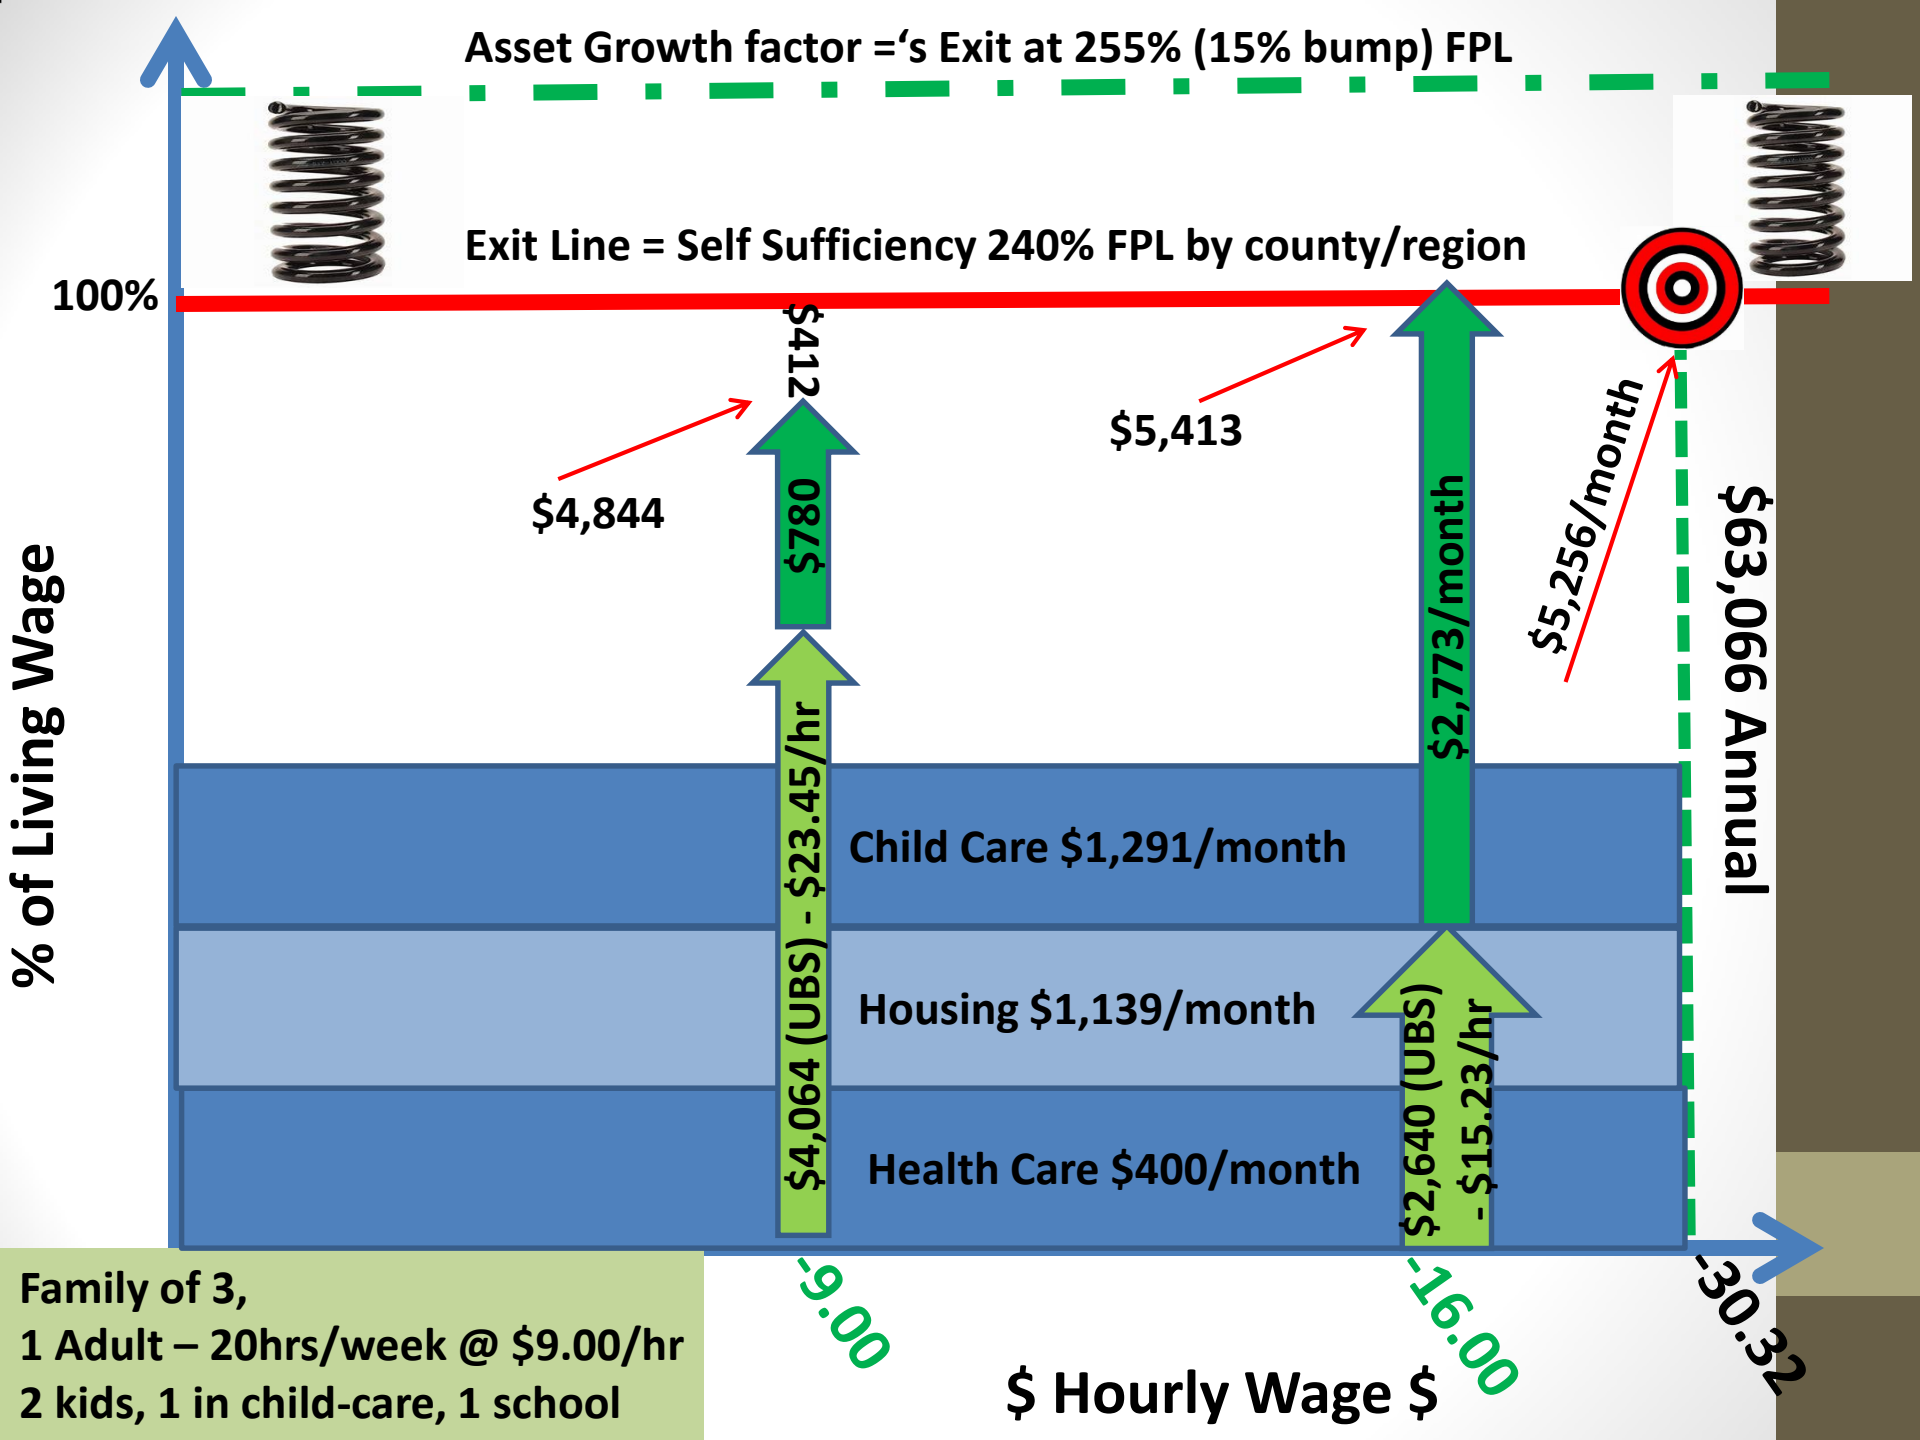 Asset Growth factor =‘s Exit at 255% (15% bump) FPL
Exit Line = Self Sufficiency 240% FPL by county/region
100%
$412
$4,844
$780
$5,413
$2,773/month
$5,256/month
$63,066 Annual
% of Living Wage
$4,064 (UBS) - $23.45/hr
Child Care $1,291/month
Housing $1,139/month
Health Care $400/month
$2,640 (UBS)
- $15.23/hr
-9.00
-16.00
-30.32
$ Hourly Wage $
Family of 3,
1 Adult – 20hrs/week @ $9.00/hr
2 kids, 1 in child-care, 1 school